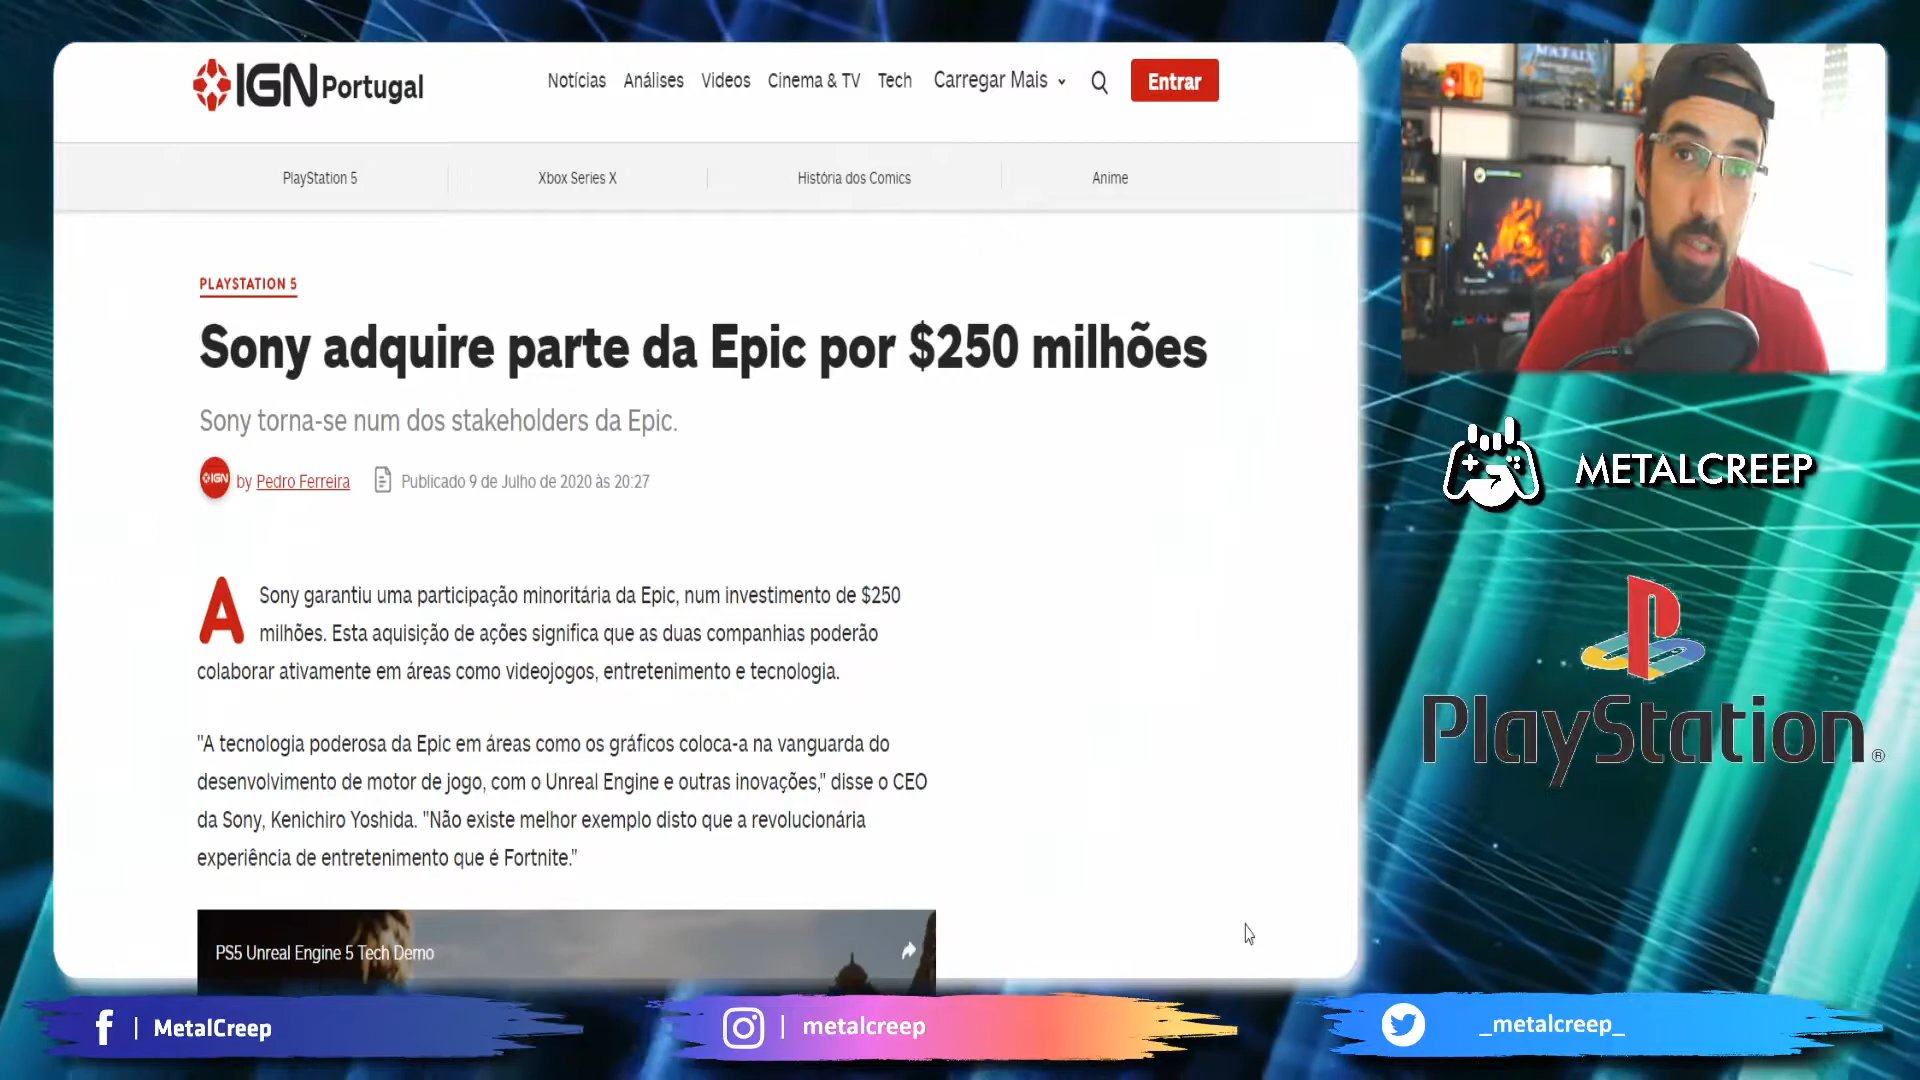 IGN Portugal
Notícias Análises Videos Cinema & TV Tech Carregar Mais Entrar
PlayStation 5 Xbox Series X História dos Comics Anime
PLAYSTATION 5
Sony adquire parte da Epic por $250 milhões
Sony torna-se num dos stakeholders da Epic.
IGN by Pedro Ferreira Publicado 9 de Julho de 2020 às 20:27
A Sony garantiu uma participação minoritária da Epic, num investimento de $250
milhões. Esta aquisição de ações significa que as duas companhias poderão
colaborar ativamente em áreas como videojogos, entretenimento e tecnologia.
"A tecnologia poderosa da Epic em áreas como os gráficos coloca-a na vanguarda do
desenvolvimento de motor de jogo, com o Unreal Engine e outras inovações," disse o CEO
da Sony, Kenichiro Yoshida. "Não existe melhor exemplo disto que a revolucionária
experiência de entretenimento que é Fortnite."
PS5 Unreal Engine 5 Tech Demo
MATRIX
METALCREEP
PlayStation®
f | MetalCreep
| metalcreep
_metalcreep_